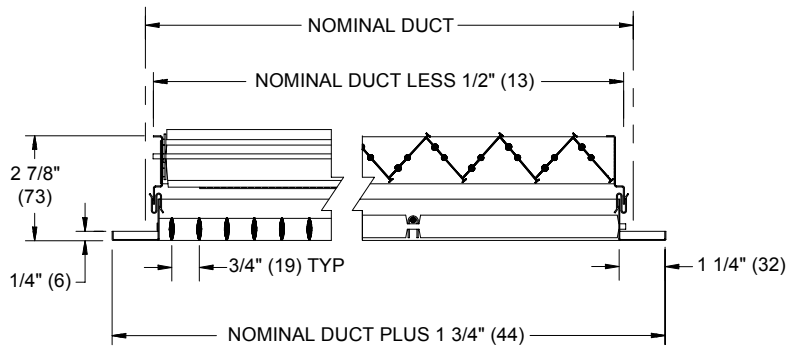 NOMINAL DUCT
NOMINAL DUCT LESS 1/2" (13)
2 7/8"
(73)
1/4" (6)
3/4" (19) TYP
1 1/4" (32)
NOMINAL DUCT PLUS 1 3/4" (44)